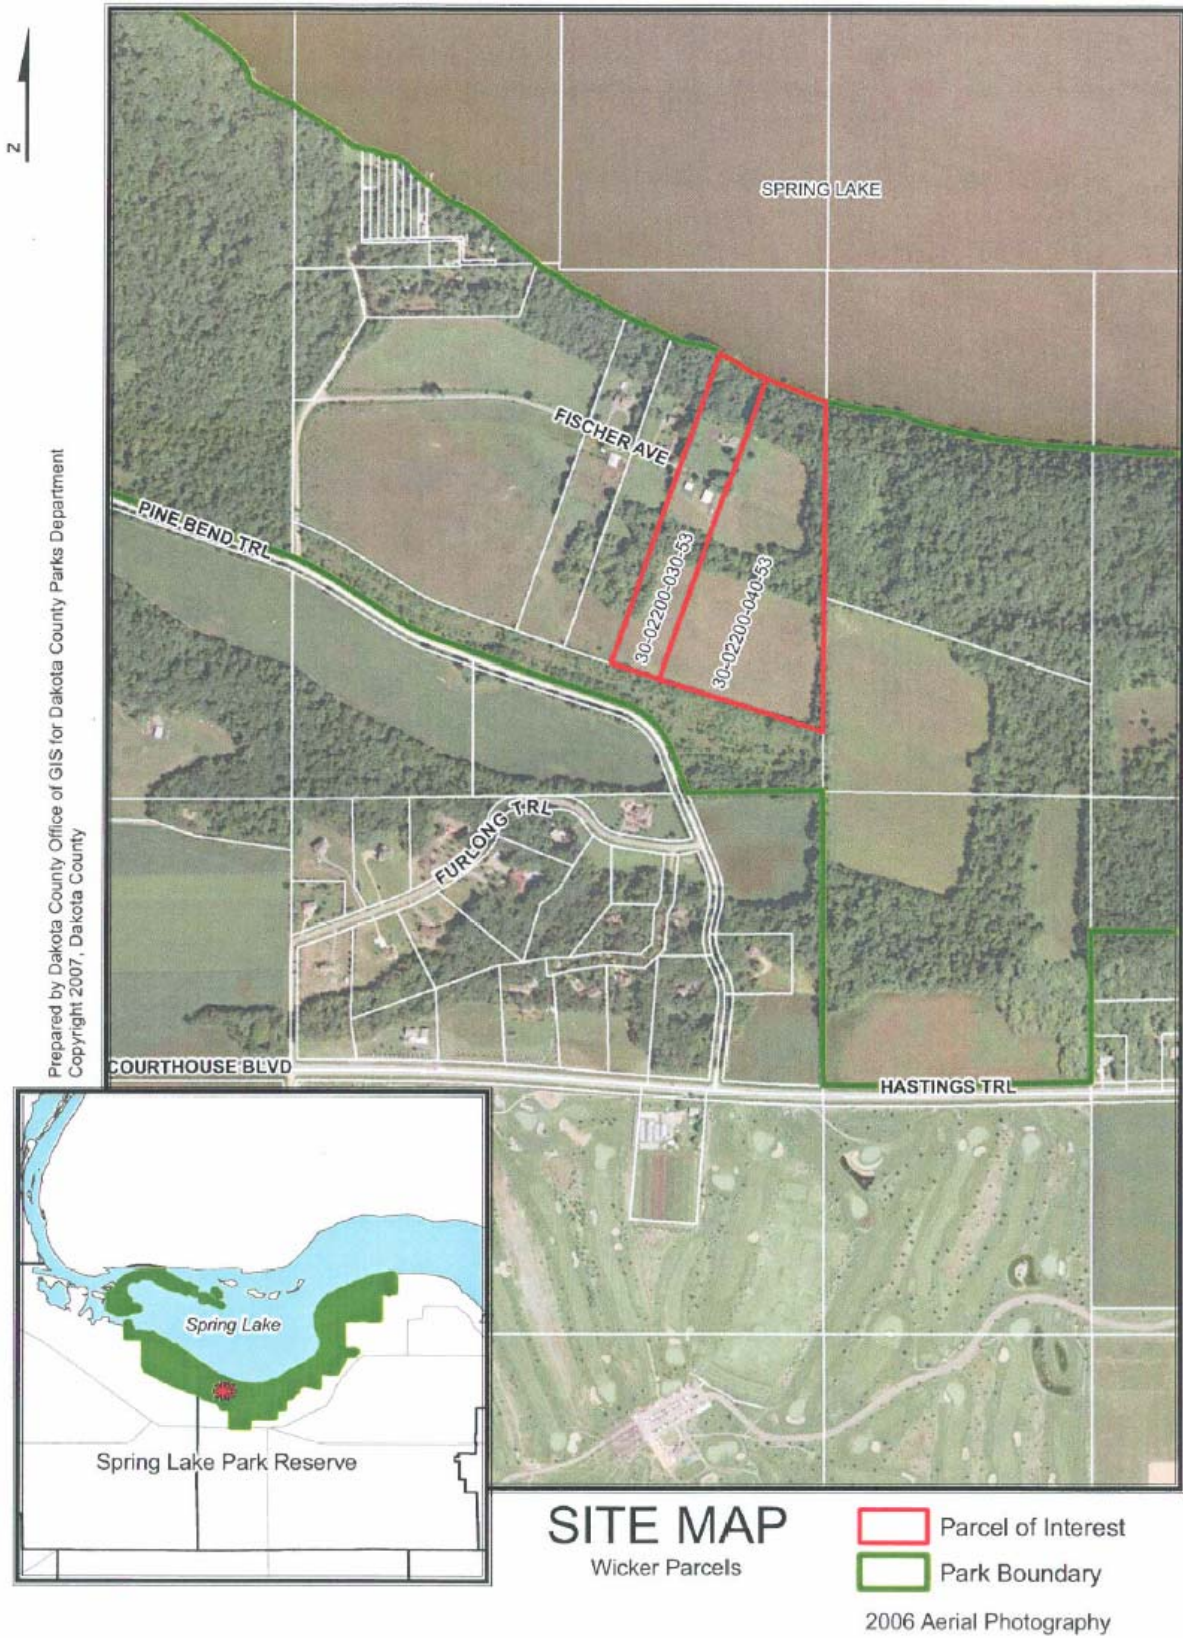 N
SPRING LAKE
FISCHER AVE
PINE BEND TRL
30-02200-030-53
30-02200-040-53
FURLONG TRL
COURTHOUSE BLVD
HASTINGS TRL
Prepared by Dakota County Office of GIS for Dakota County Parks Department
Copyright 2007, Dakota County
Spring Lake
Spring Lake Park Reserve
SITE MAP
Wicker Parcels
Parcel of Interest
Park Boundary
2006 Aerial Photography